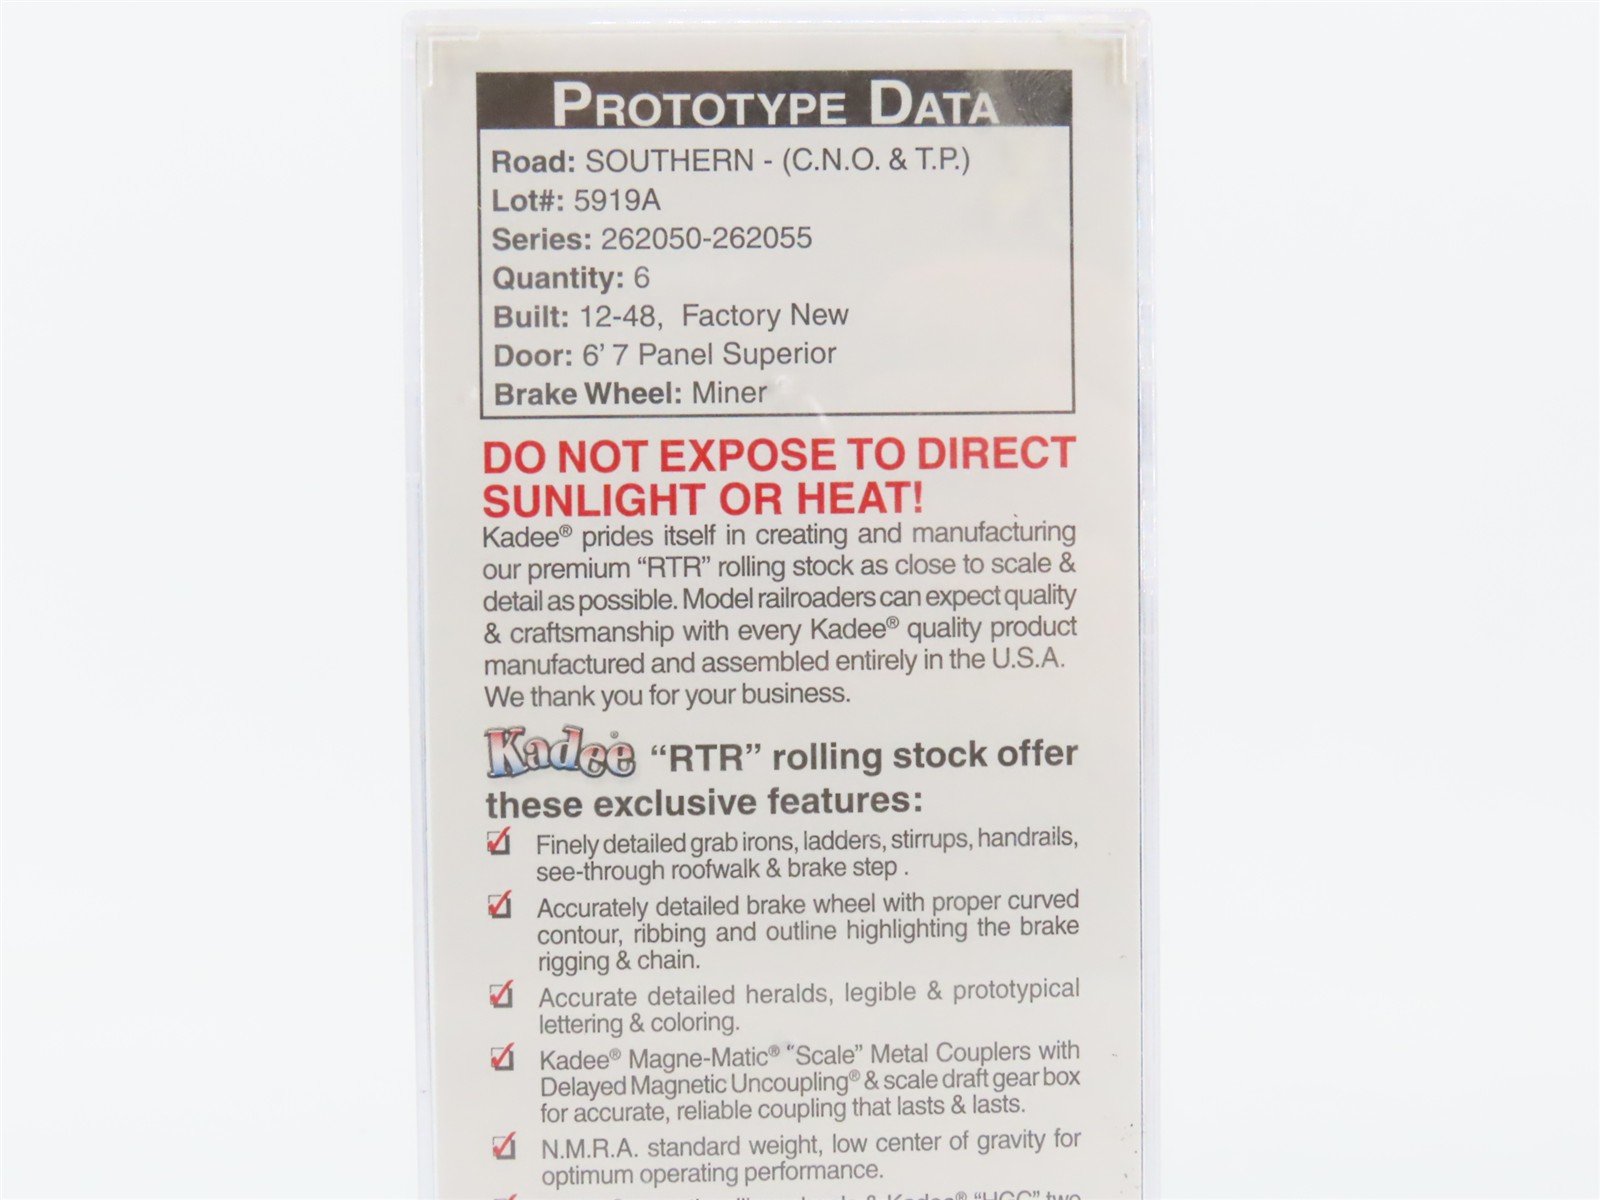 PROTOTYPE DATA
Road: SOUTHERN - (C.N.O. & T.P.)
Lot#: 5919A
Series: 262050-262055
Quantity: 6
Built: 12-48, Factory New
Door: 6' 7 Panel Superior
Brake Wheel: Miner
DO NOT EXPOSE TO DIRECT
SUNLIGHT OR HEAT!
Kadee® prides itself in creating and manufacturing
our premium “RTR” rolling stock as close to scale &
detail as possible. Model railroaders can expect quality
& craftsmanship with every Kadee® quality product
manufactured and assembled entirely in the U.S.A.
We thank you for your business.
Kadee® “RTR” rolling stock offer
these exclusive features:
Finely detailed grab irons, ladders, stirrups, handrails,
see-through roofwalk & brake step .
Accurately detailed brake wheel with proper curved
contour, ribbing and outline highlighting the brake
rigging & chain.
Accurate detailed heralds, legible & prototypical
lettering & coloring.
Kadee® Magne-Matic® “Scale” Metal Couplers with
Delayed Magnetic Uncoupling® & scale draft gear box
for accurate, reliable coupling that lasts & lasts.
N.M.R.A. standard weight, low center of gravity for
optimum operating performance.
& Kadee® “HGC” two